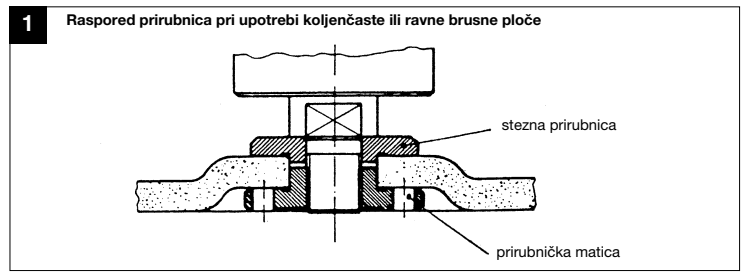 1
Raspored prirubnica pri upotrebi koljenčaste ili ravne brusne ploče
stezna prirubnica
prirubnička matica